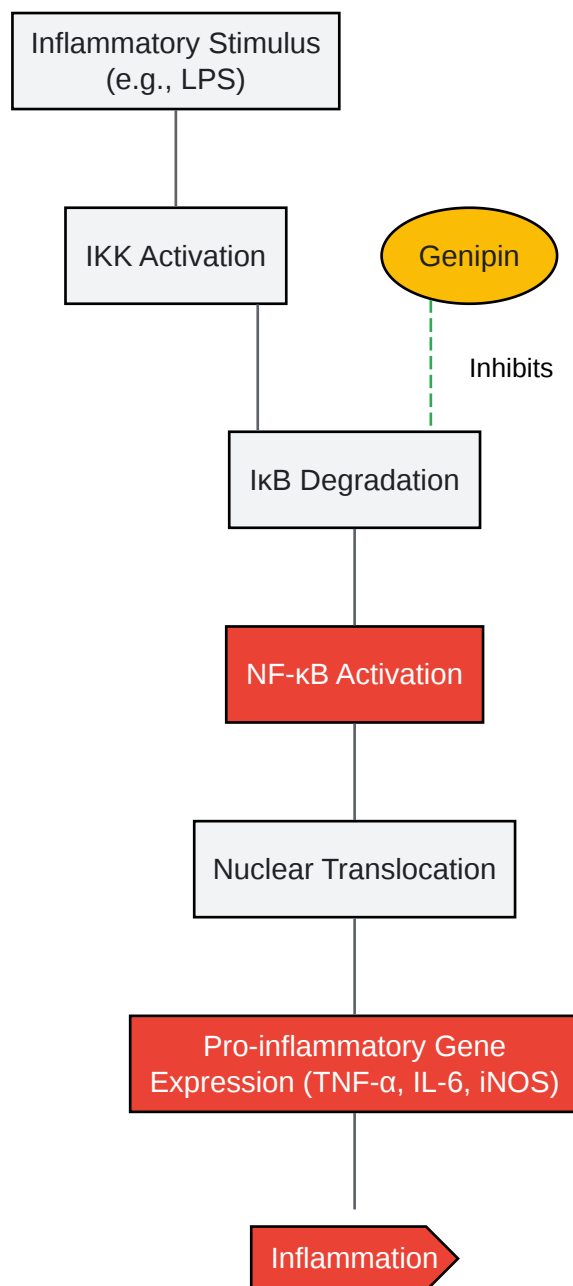 Inflammatory Stimulus
(e.g., LPS)
IKK Activation
Genipin
Inhibits
IκB Degradation
NF-κB Activation
Nuclear Translocation
Pro-inflammatory Gene
Expression (TNF-α, IL-6, iNOS)
Inflammation